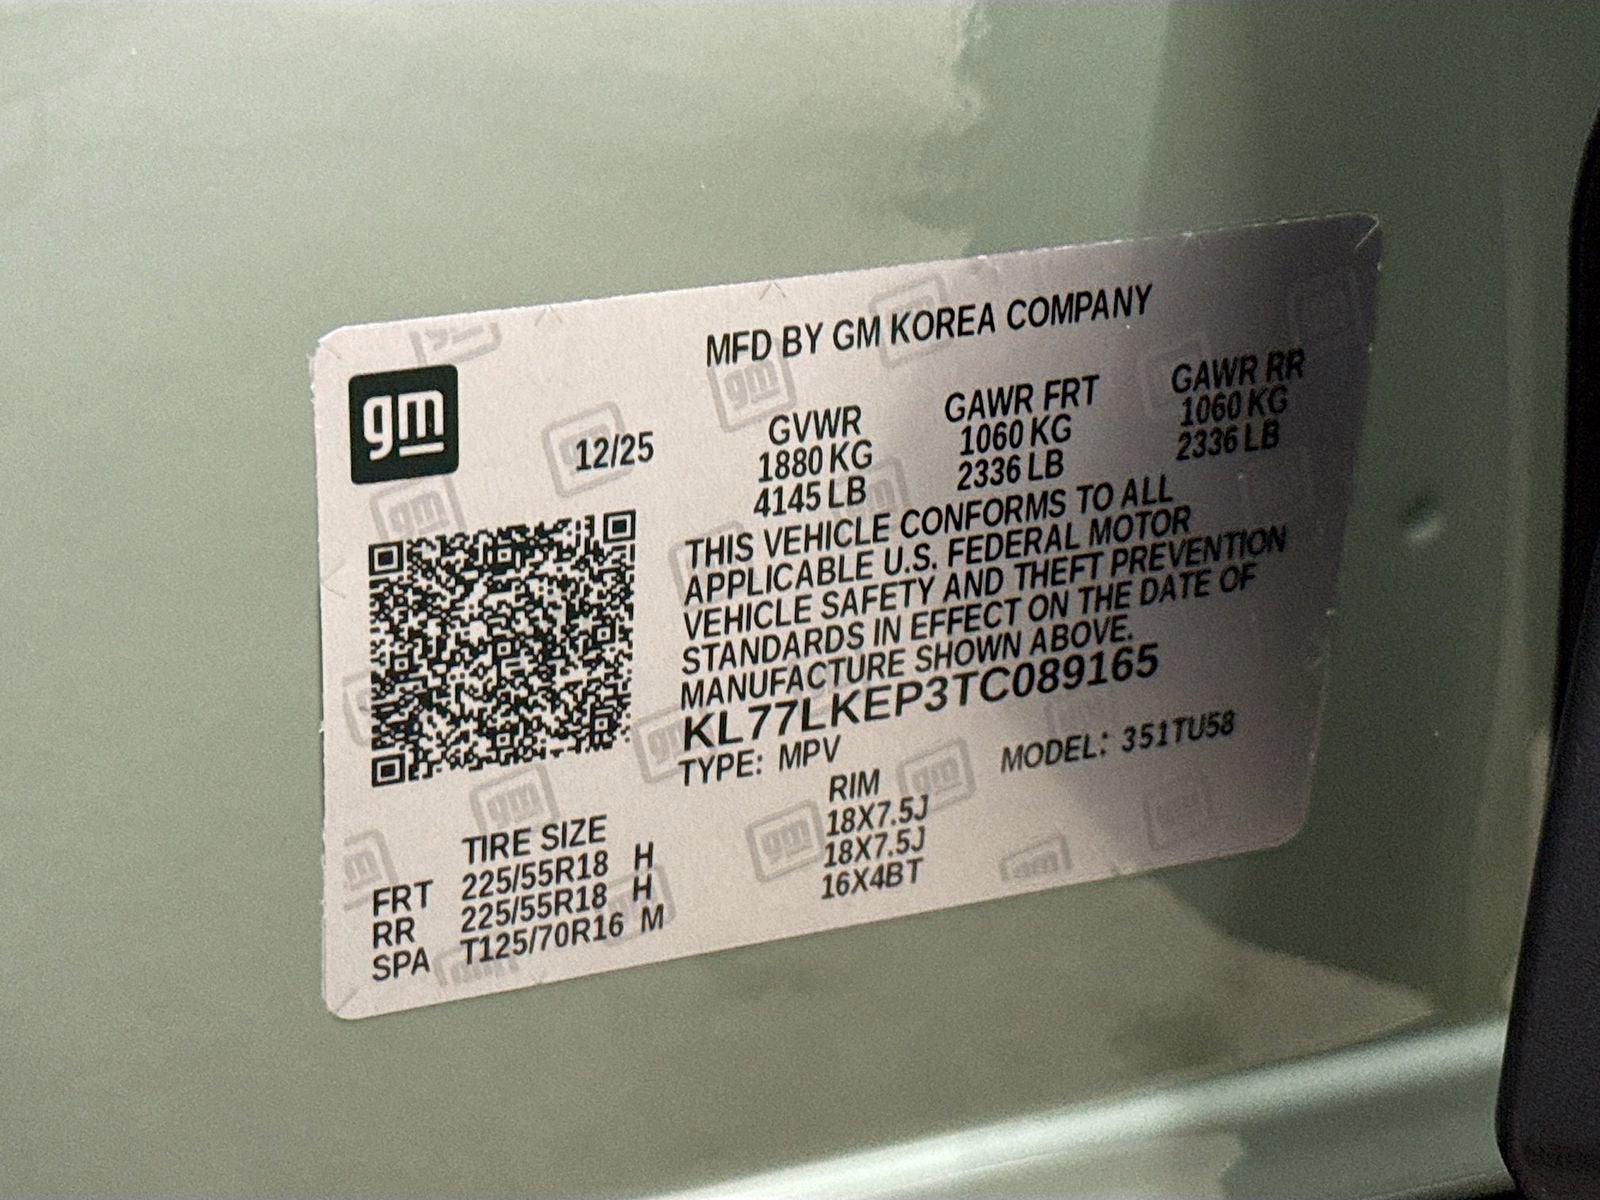 MFD BY GM KOREA COMPANY
gm
12/25
GVWR GAWR FRT GAWR RR
1880 KG 1060 KG 1060 KG
4145 LB 2336 LB 2336 LB
THIS VEHICLE CONFORMS TO ALL
APPLICABLE U.S. FEDERAL MOTOR
VEHICLE SAFETY AND THEFT PREVENTION
STANDARDS IN EFFECT ON THE DATE OF
MANUFACTURE SHOWN ABOVE.
KL77LKEP3TC089165
TYPE: MPV MODEL: 351TU58
TIRE SIZE RIM
FRT 225/55R18 H 18X7.5J
RR 225/55R18 H 18X7.5J
SPA T125/70R16 M 16X4BT